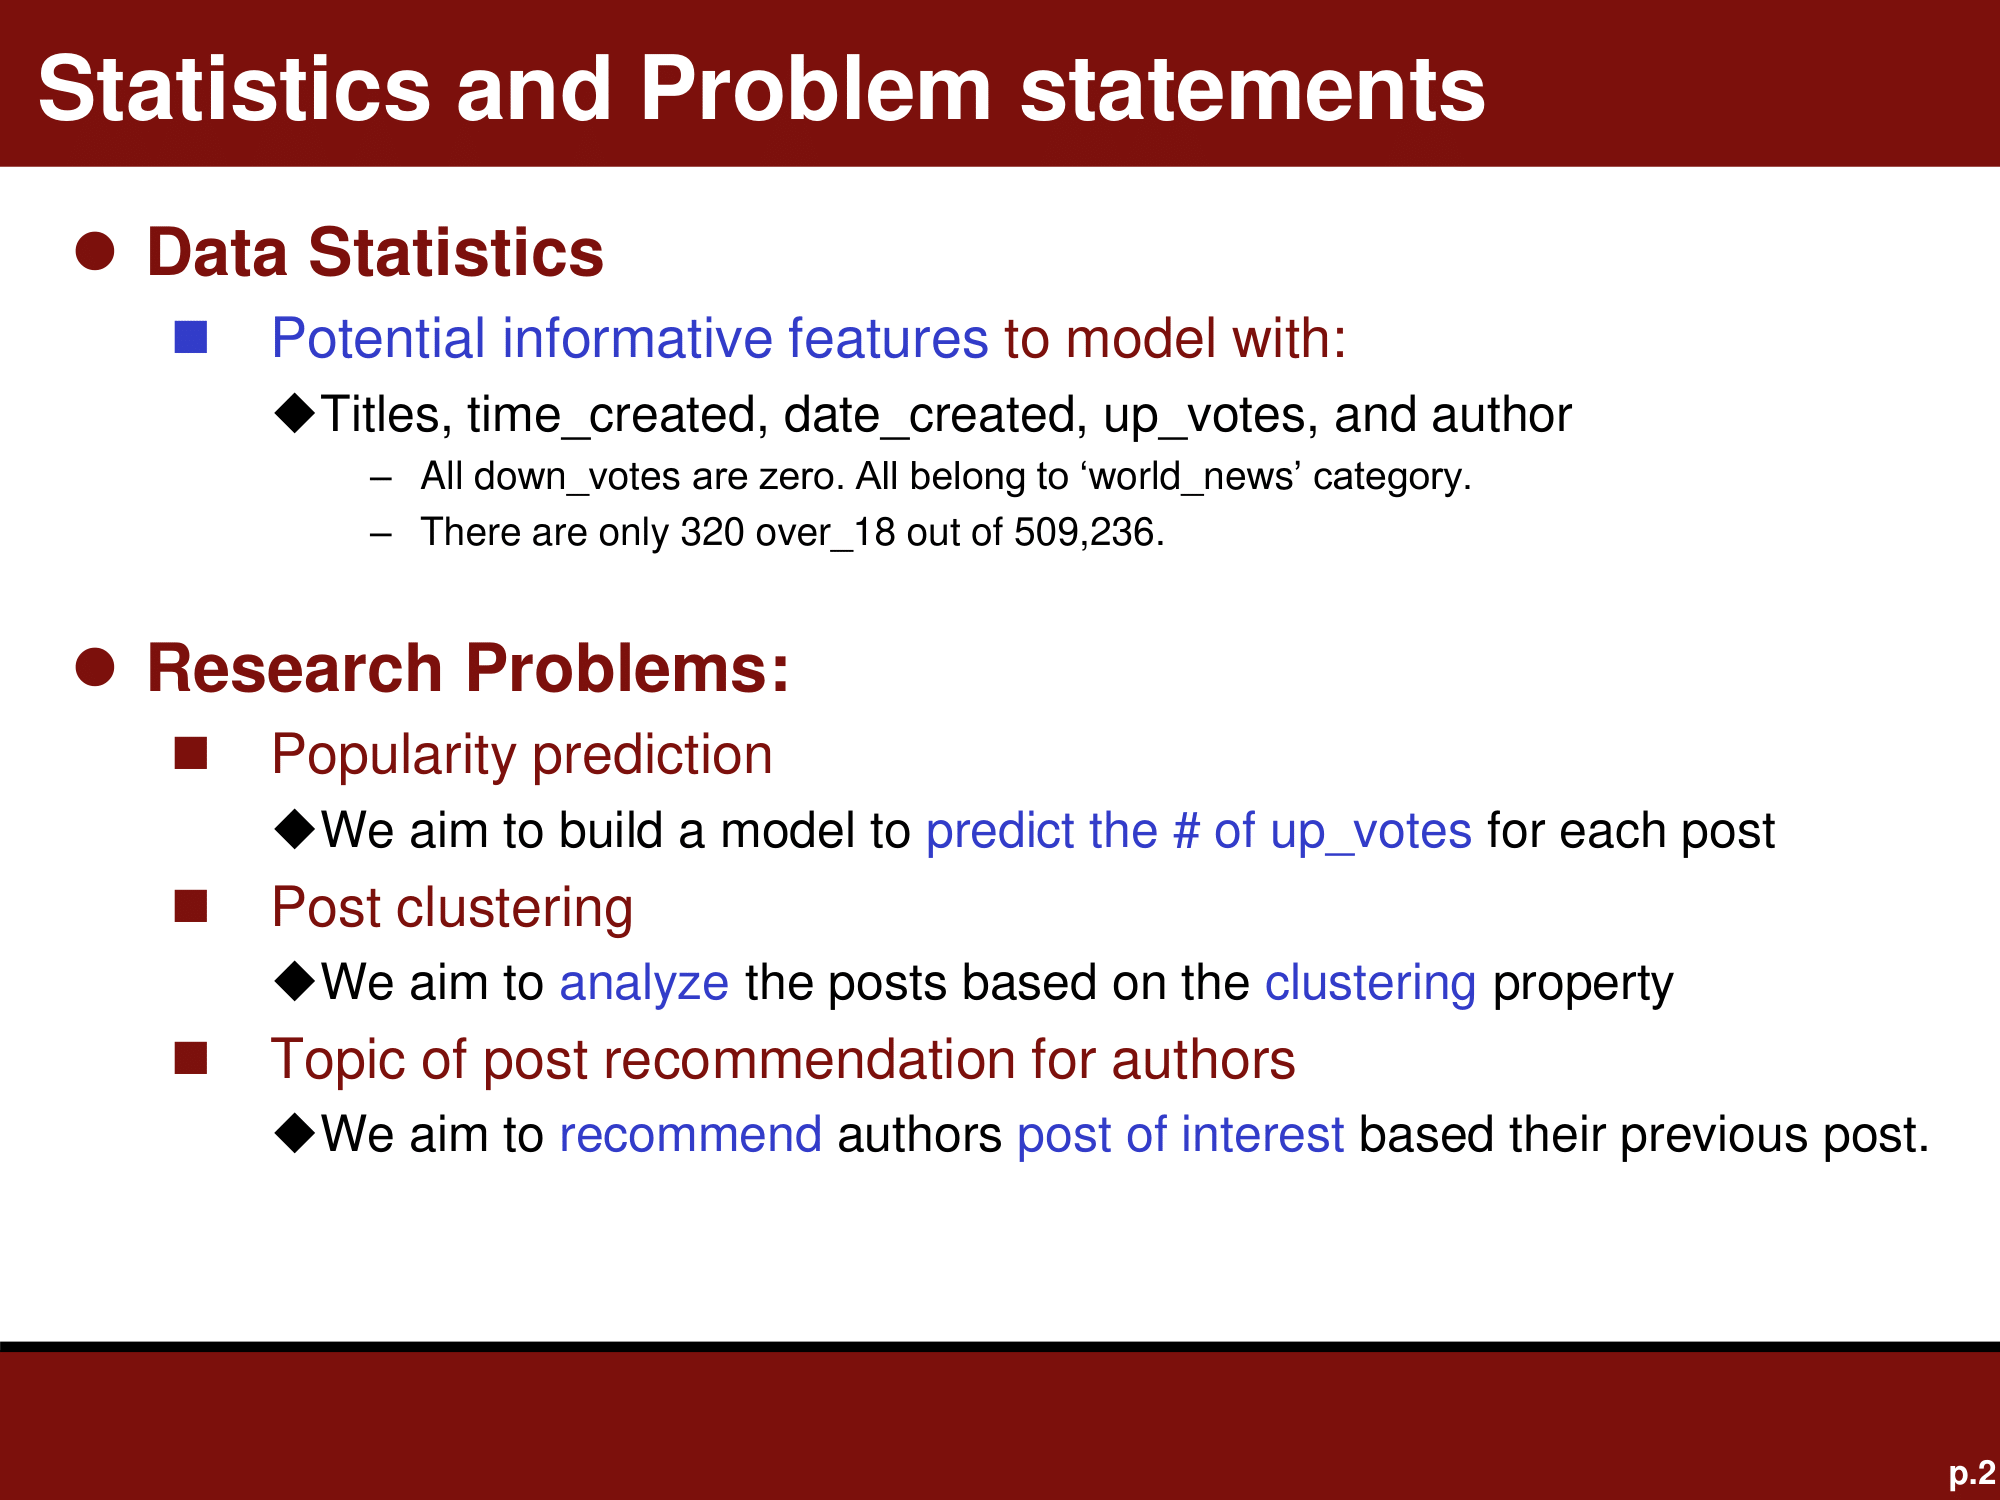 Statistics and Problem statements
● Data Statistics
■ Potential informative features to model with:
◆Titles, time_created, date_created, up_votes, and author
– All down_votes are zero. All belong to ‘world_news’ category.
– There are only 320 over_18 out of 509,236.
● Research Problems:
■ Popularity prediction
◆We aim to build a model to predict the # of up_votes for each post
■ Post clustering
◆We aim to analyze the posts based on the clustering property
■ Topic of post recommendation for authors
◆We aim to recommend authors post of interest based their previous post.
p.2